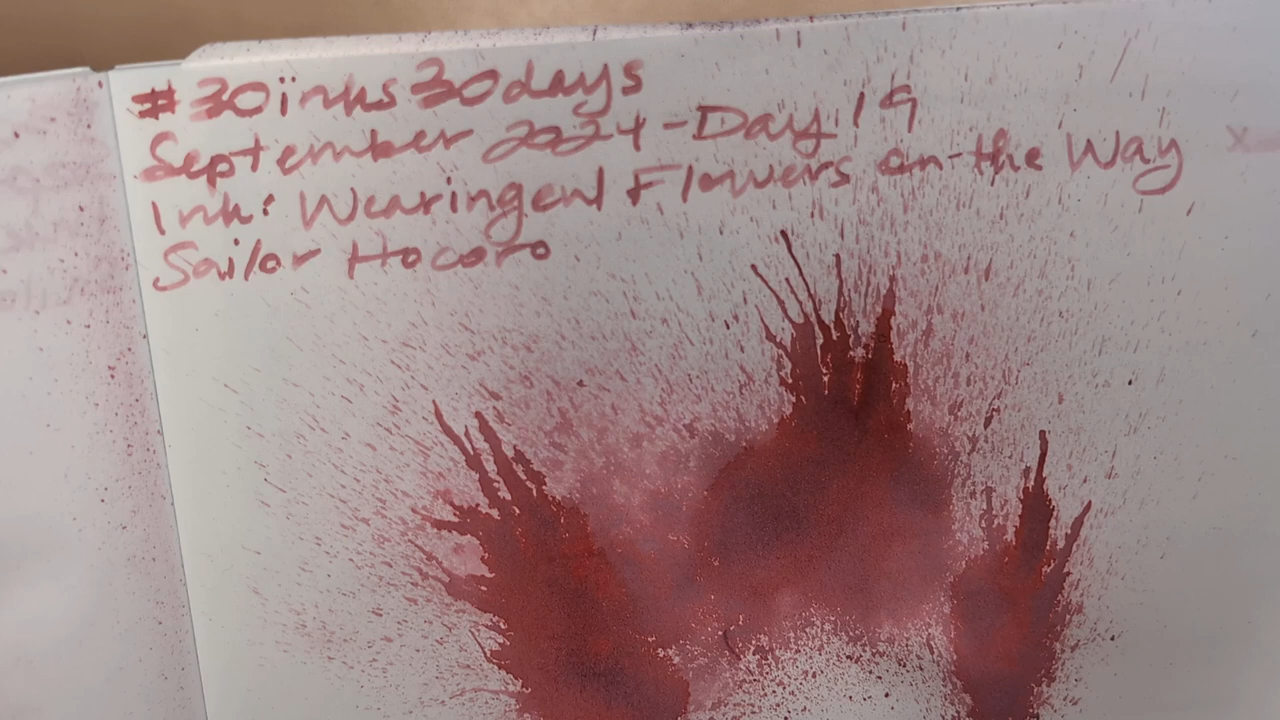 #30inks30days
September 2024-Day 19
Ink: Wearingeul Flowers on the Way
Sailor Hocoro